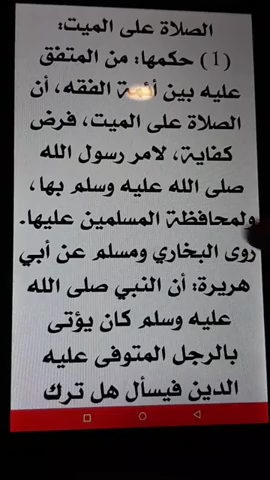 الصلاة على الميت:
(1) حكمها: من المتفق
عليه بين أئمة الفقه، أن
الصلاة على الميت، فرض
كفاية، لامر رسول الله
صلى الله عليه وسلم بها،
ولمحافظة المسلمين عليها.
روى البخاري ومسلم عن أبي
هريرة: أن النبي صلى الله
عليه وسلم كان يؤتى
بالرجل المتوفى عليه
الدين فيسأل هل ترك